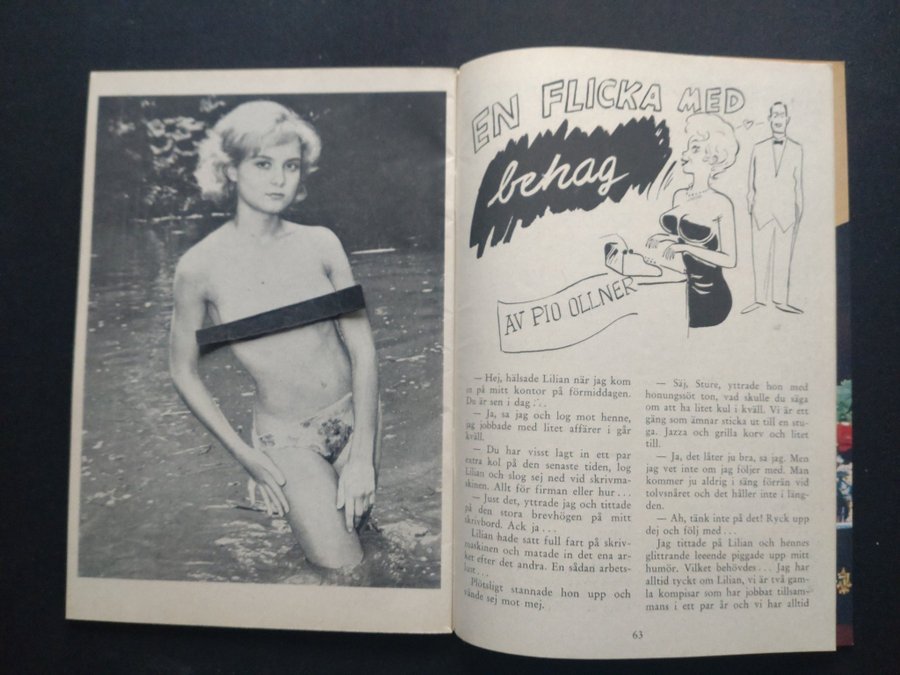 EN FLICKA MED
behag
AV PIO OLLNER
— Hej, hälsade Lilian när jag kom
på mitt kontor på förmiddagen.
Du är sen i dag ...
— Ja, sa jag och log mot henne,
jag jobbade med litet affärer i går
kväll.
— Du har visst lagt in ett par
extra kol på den senaste tiden, log
Lilian och slog sej ned vid skrivma-
skinen. Allt för firman eller hur ...
— Just det, yttrade jag och tittade
på den stora brevhögen på mitt
skrivbord. Ack ja ...
Lilian hade satt full fart på skriv-
maskinen och matade in det ena ar-
ket efter det andra. En sådan arbets-
lust ...
Plötsligt stannade hon upp och
vände sej mot mej.
— Säj, Sture, yttrade hon med
honungssöt ton, vad skulle du säga
om att ha litet kul i kväll. Vi är ett
gäng som ämnar sticka ut till en stu-
ga. Jazza och grilla korv och litet
till.
— Ja, det låter ju bra, sa jag. Men
jag vet inte om jag följer med. Man
kommer ju aldrig i säng förrän vid
tolvsnåret och det håller inte i läng-
den.
— Ah, tänk inte på det! Ryck upp
dej och följ med ...
Jag tittade på Lilian och hennes
glittrande leeende piggade upp mitt
humör. Vilket behövdes ... Jag har
alltid tyckt om Lilian, vi är två gam-
la kompisar som har jobbat tillsam-
mans i ett par år och vi har alltid
63